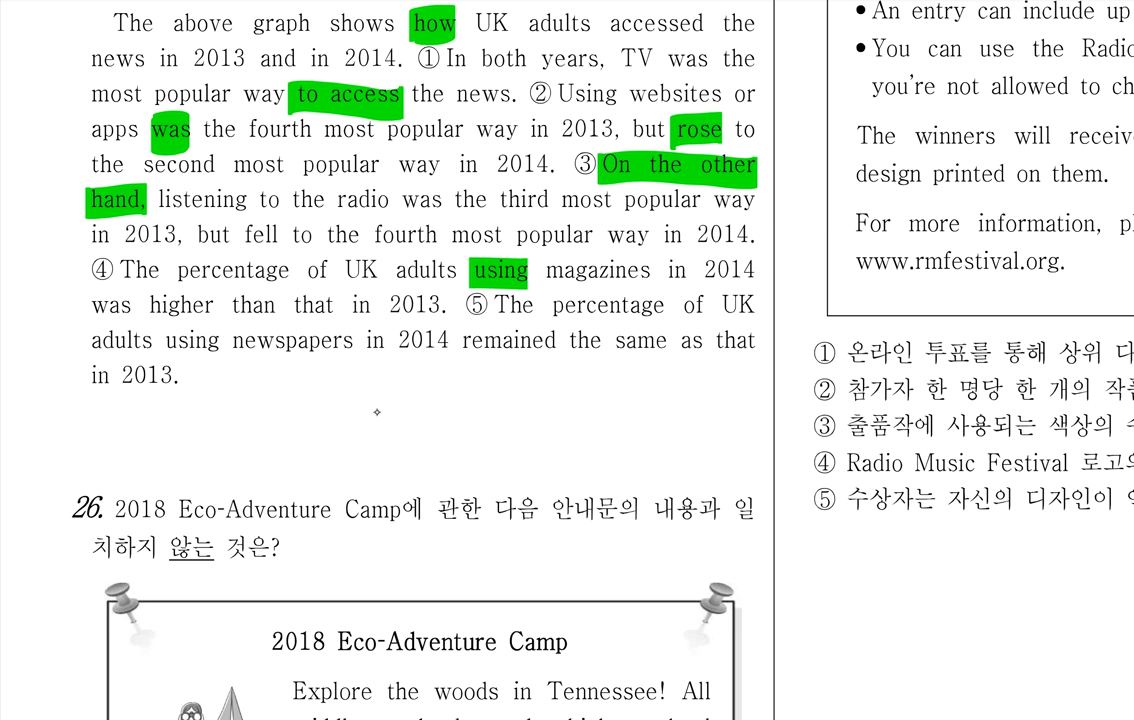 The above graph shows how UK adults accessed the
news in 2013 and in 2014. ① In both years, TV was the
most popular way to access the news. ② Using websites or
apps was the fourth most popular way in 2013, but rose to
the second most popular way in 2014. ③ On the other
hand, listening to the radio was the third most popular way
in 2013, but fell to the fourth most popular way in 2014.
④ The percentage of UK adults using magazines in 2014
was higher than that in 2013. ⑤ The percentage of UK
adults using newspapers in 2014 remained the same as that
in 2013.
26. 2018 Eco-Adventure Camp에 관한 다음 안내문의 내용과 일
치하지 않는 것은?
2018 Eco-Adventure Camp
Explore the woods in Tennessee! All
• An entry can include up
• You can use the Radio
you're not allowed to ch
The winners will receive
design printed on them.
For more information, pl
www.rmfestival.org.
① 온라인 투표를 통해 상위
② 참가자 한 명당 한 개의 작품
③ 출품작에 사용되는 색상의
④ Radio Music Festival 로고의
⑤ 수상자는 자신의 디자인이